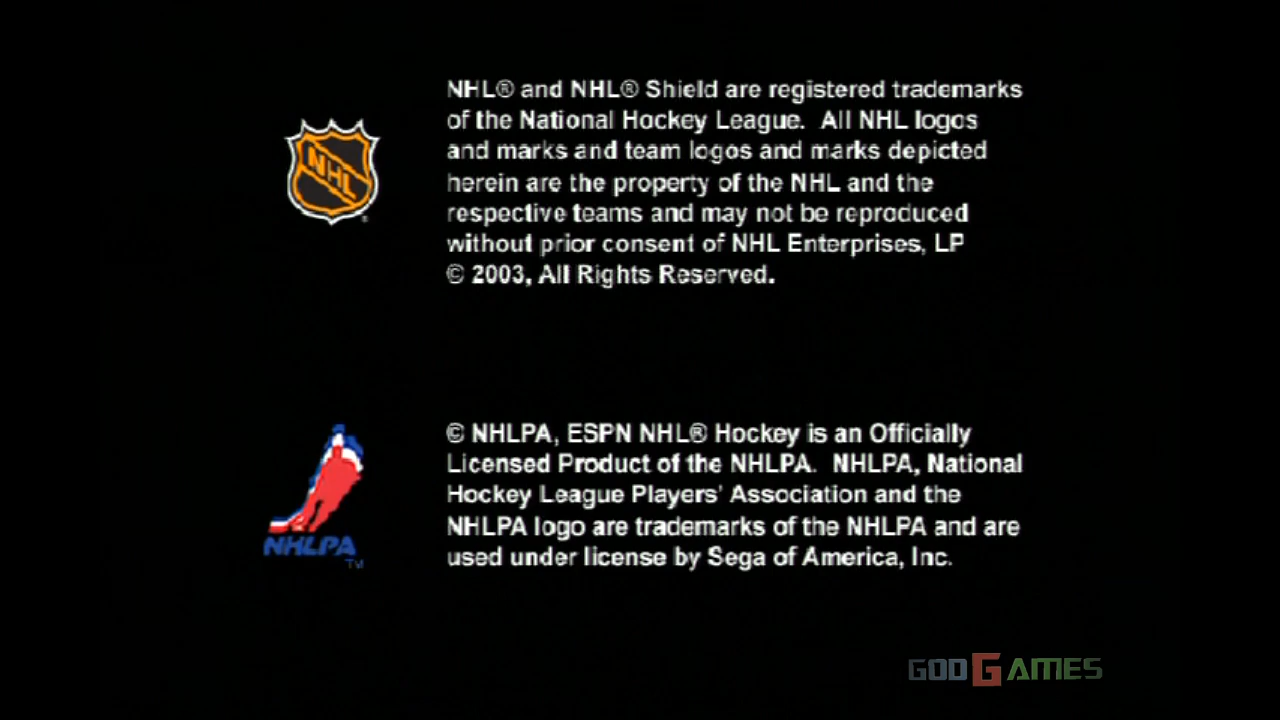 NHL® and NHL® Shield are registered trademarks
of the National Hockey League. All NHL logos
and marks and team logos and marks depicted
herein are the property of the NHL and the
respective teams and may not be reproduced
without prior consent of NHL Enterprises, LP
© 2003, All Rights Reserved.
NHL
®
© NHLPA, ESPN NHL® Hockey is an Officially
Licensed Product of the NHLPA. NHLPA, National
Hockey League Players' Association and the
NHLPA logo are trademarks of the NHLPA and are
used under license by Sega of America, Inc.
NHLPA
TM
GODGAMES